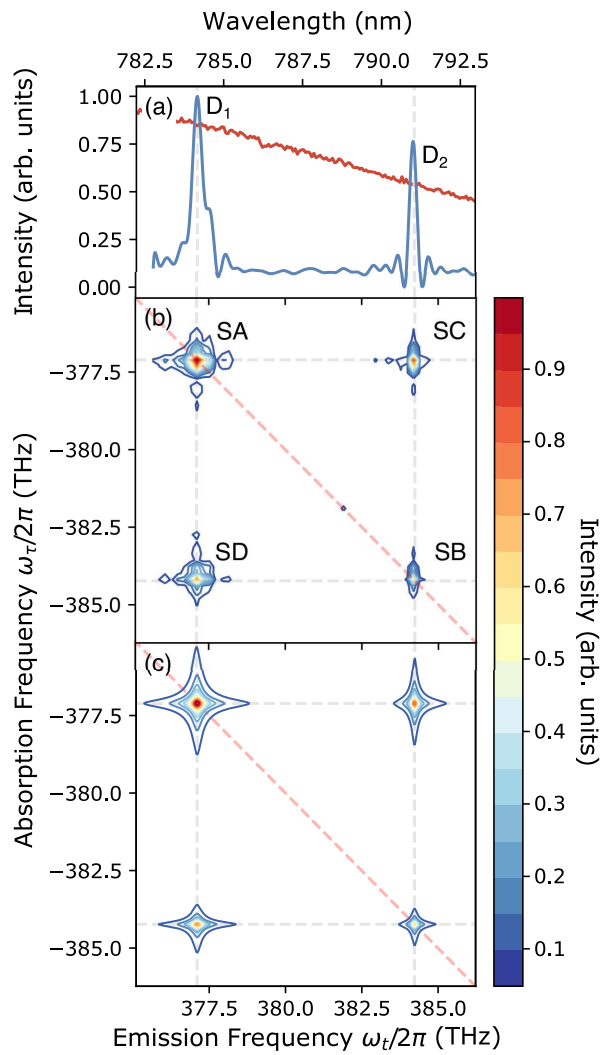 Wavelength (nm)
782.5 785.0 787.5 790.0 792.5
Intensity (arb. units)
1.00
0.75
0.50
0.25
0.00
(a)
D1
D2
(b)
SA
SC
SD
SB
−377.5
−380.0
−382.5
−385.0
Absorption Frequency ωτ/2π (THz)
(c)
−377.5
−380.0
−382.5
−385.0
377.5 380.0 382.5 385.0
Emission Frequency ωt/2π (THz)
0.9
0.8
0.7
0.6
0.5
0.4
0.3
0.2
0.1
Intensity (arb. units)